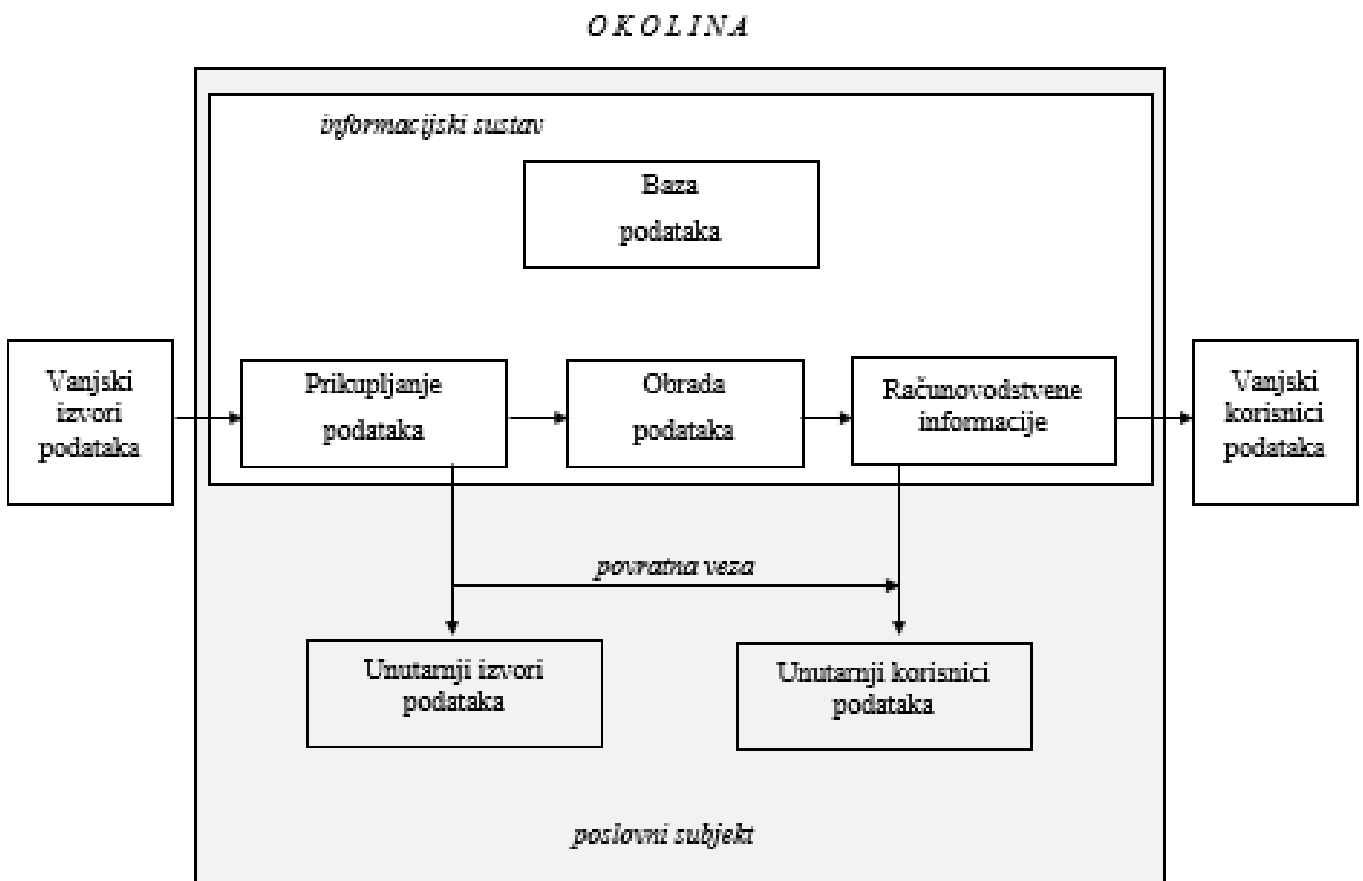 OKOLINA
informacijski sustav
Baza
podataka
Vanjski
izvori
podataka
Prikupljanje
podataka
Obrada
podataka
Računovodstvene
informacije
Vanjski
korisnici
podataka
povratna veza
Unutarnji izvori
podataka
Unutarnji korisnici
podataka
poslovni subjekt